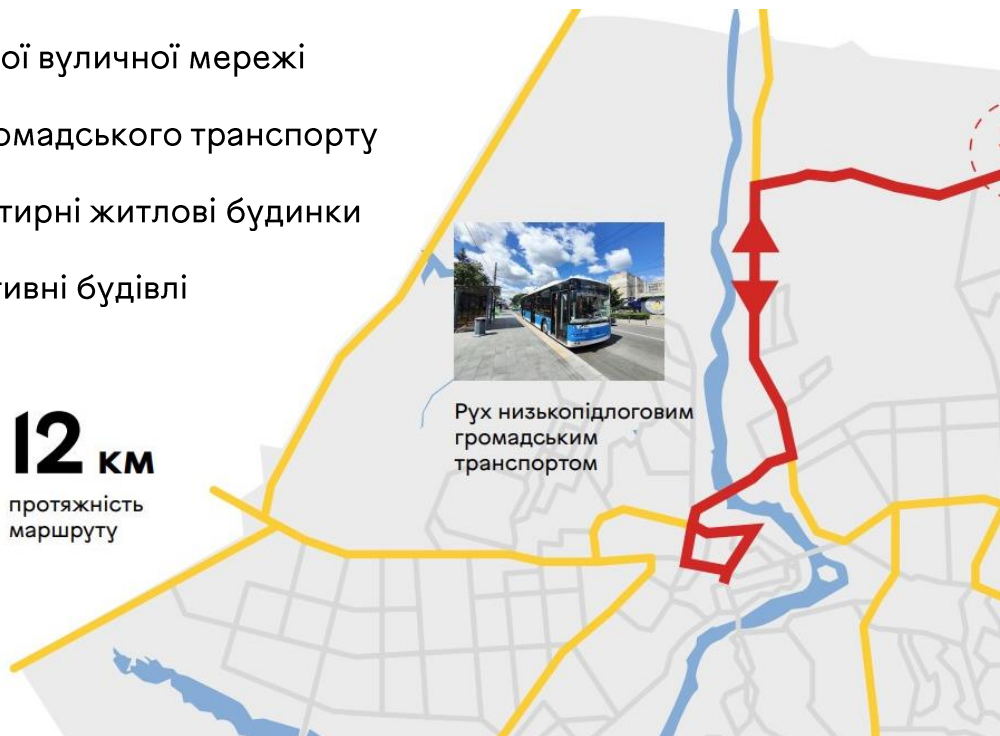 ої вуличної мережі
омадського транспорту
тирні житлові будинки
тивні будівлі
12 км
протяжність
маршруту
Рух низькопідлоговим
громадським
транспортом